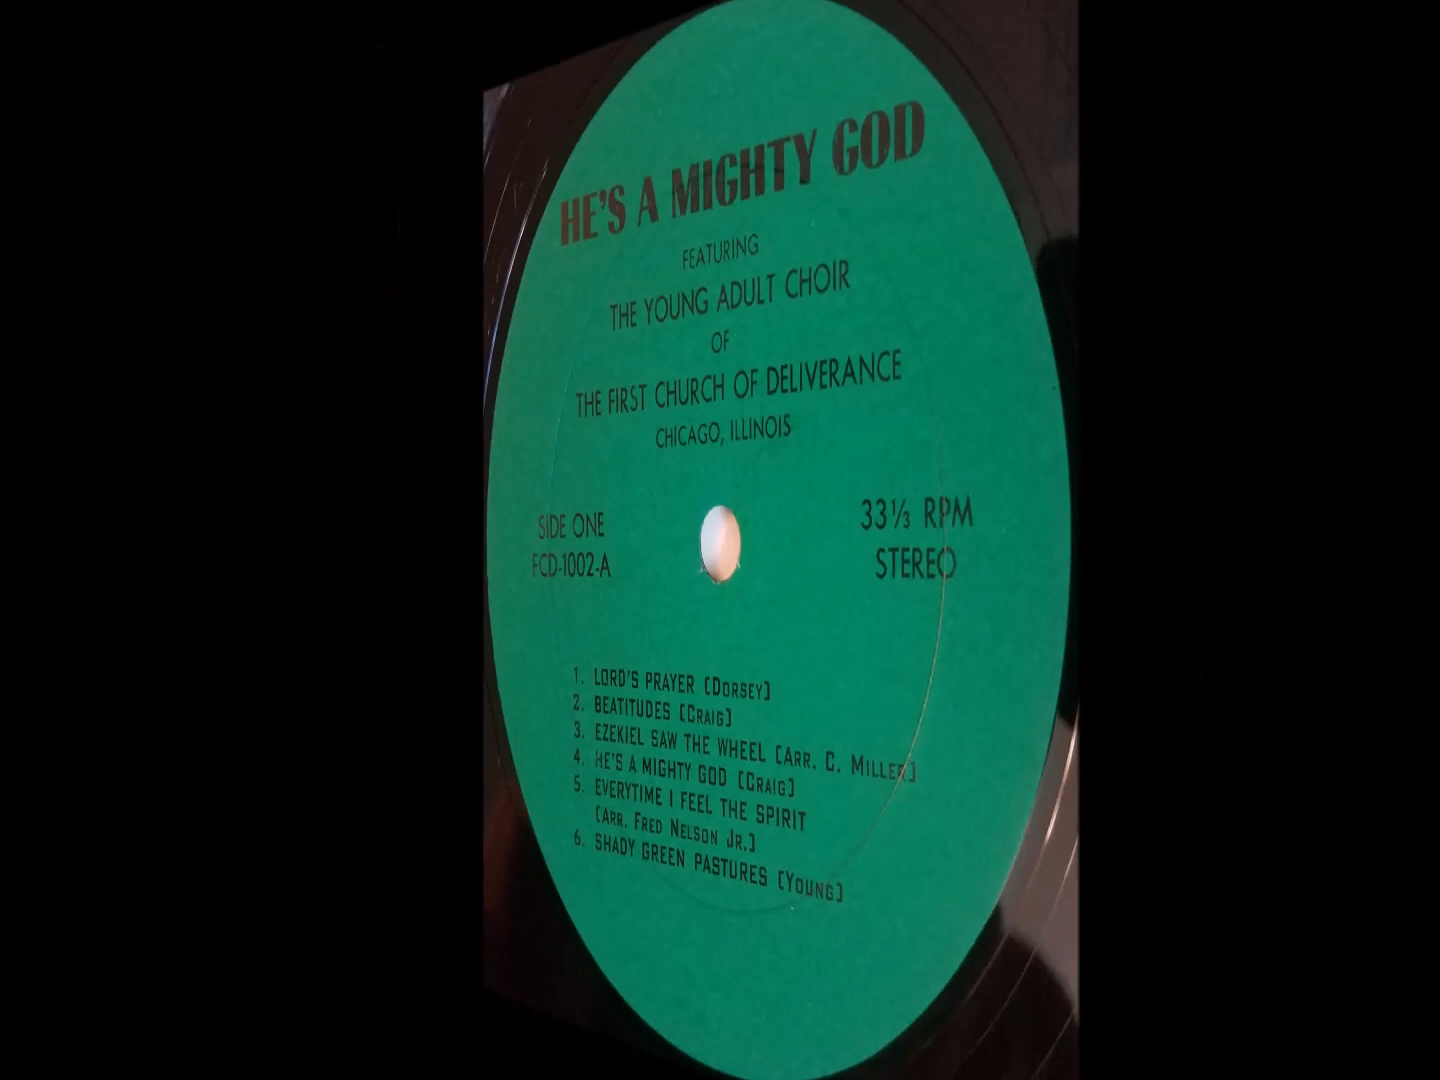 HE'S A MIGHTY GOD
FEATURING
THE YOUNG ADULT CHOIR
OF
THE FIRST CHURCH OF DELIVERANCE
CHICAGO, ILLINOIS
SIDE ONE
FCD-1002-A
33⅓ RPM
STEREO
1. LORD'S PRAYER (DORSEY)
2. BEATITUDES (CRAIG)
3. EZEKIEL SAW THE WHEEL (ARR. C. MILLER)
4. HE'S A MIGHTY GOD (CRAIG)
5. EVERYTIME I FEEL THE SPIRIT
(ARR. FRED NELSON JR.)
6. SHADY GREEN PASTURES (YOUNG)